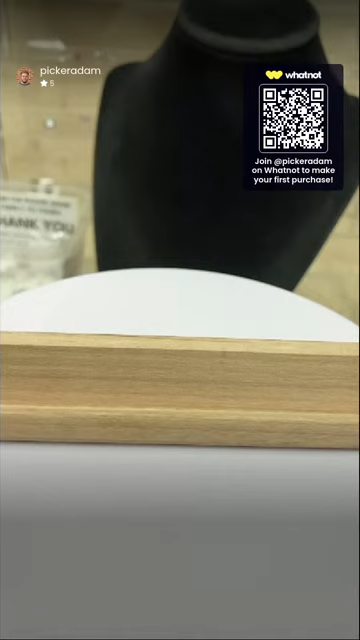 pickeradam
★ 5
whatnot
Join @pickeradam
on Whatnot to make
your first purchase!
THANK YOU